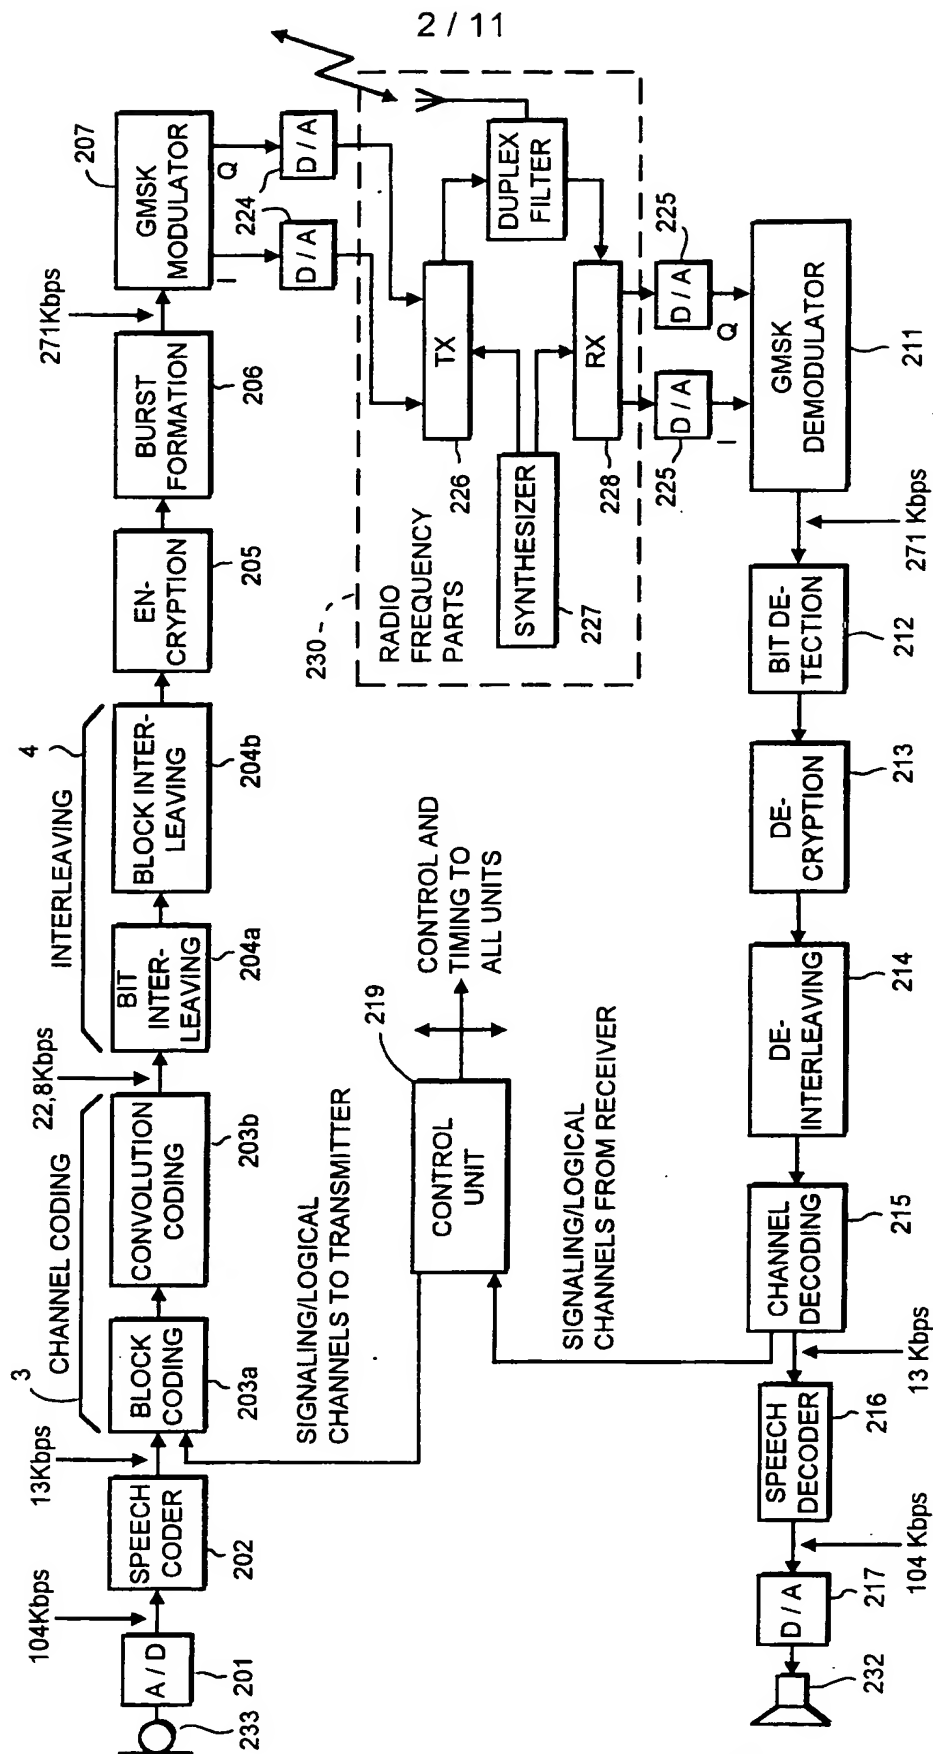 2 / 11
3
CHANNEL CODING
4
INTERLEAVING
104Kbps
13Kbps
22,8Kbps
271Kbps
A / D
SPEECH
CODER
BLOCK
CODING
CONVOLUTION
CODING
BIT
INTER-
LEAVING
BLOCK INTER-
LEAVING
EN-
CRYPTION
BURST
FORMATION
GMSK
MODULATOR
207
233
201
202
203a
203b
204a
204b
205
206
I
Q
D / A
224
D / A
SIGNALING/LOGICAL
CHANNELS TO TRANSMITTER
219
CONTROL
UNIT
CONTROL AND
TIMING TO
ALL UNITS
SIGNALING/LOGICAL
CHANNELS FROM RECEIVER
230
RADIO
FREQUENCY
PARTS
TX
226
DUPLEX
FILTER
SYNTHESIZER
227
RX
228
D / A
225
D / A
225
I
Q
232
D / A
217
SPEECH
DECODER
216
CHANNEL
DECODING
215
DE-
INTERLEAVING
214
DE-
CRYPTION
213
BIT DE-
TECTION
212
GMSK
DEMODULATOR
211
104 Kbps
13 Kbps
271 Kbps